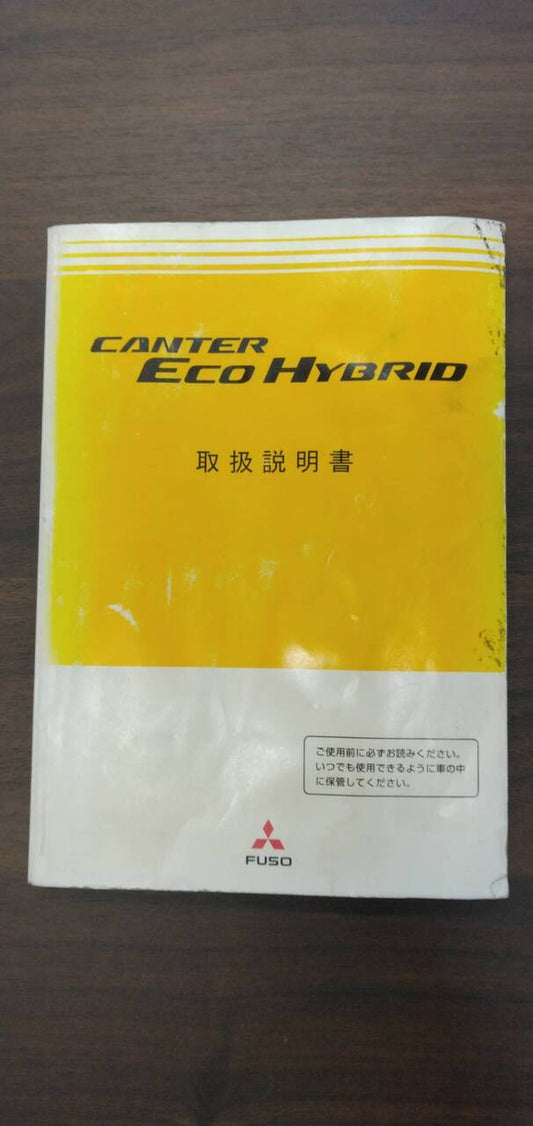 CANTER
ECO HYBRID
取扱説明書
ご使用前に必ずお読みください。
いつでも使用できるように車の中
に保管してください。
FUSO